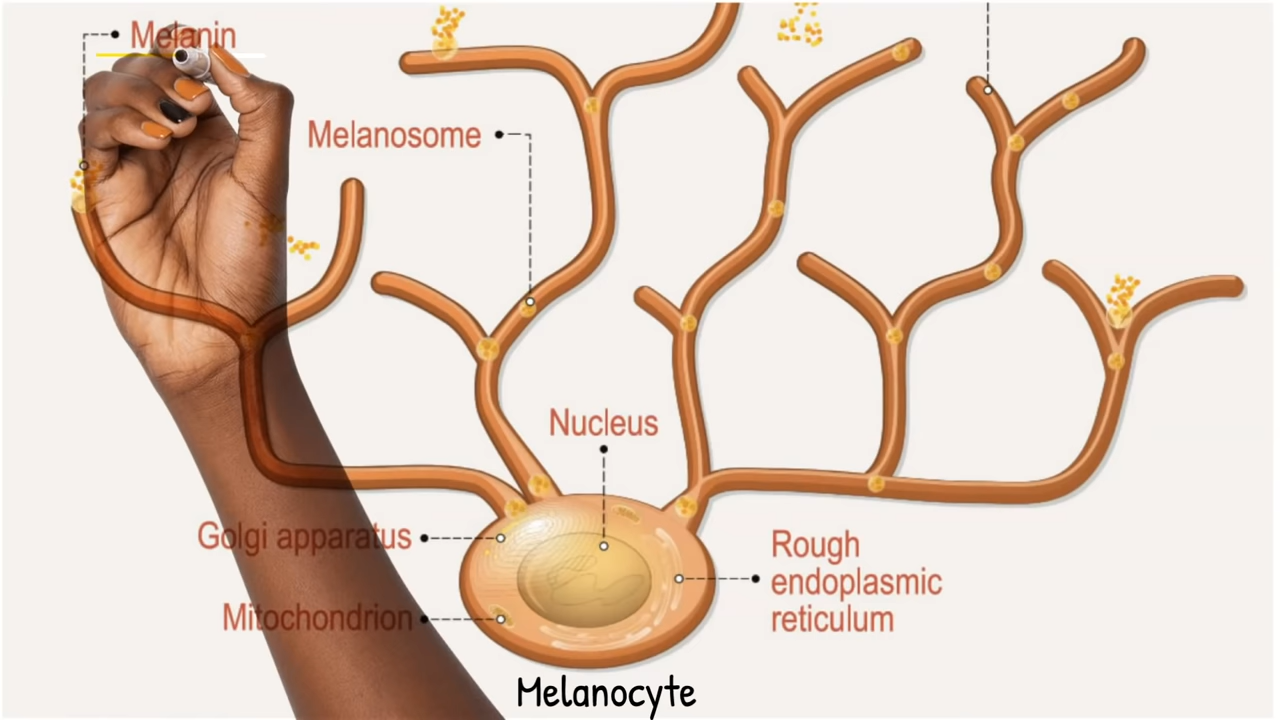 Melanin
Melanosome
Nucleus
Golgi apparatus
Rough
endoplasmic
reticulum
Mitochondrion
Melanocyte